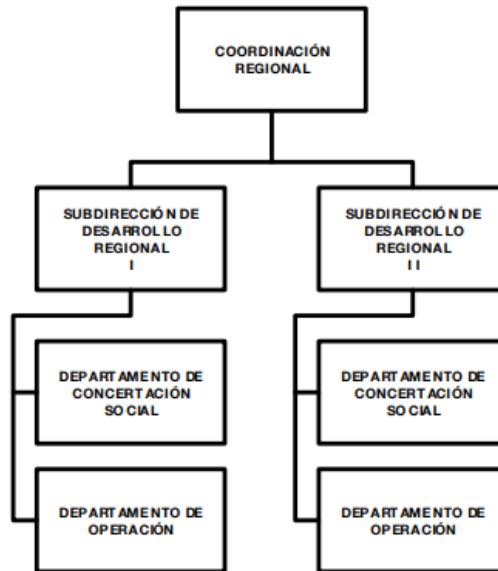 COORDINACIÓN
REGIONAL
SUBDIRECCIÓN DE
DESARROLLO
REGIONAL
I
SUBDIRECCIÓN DE
DESARROLLO
REGIONAL
I I
DEPARTAMENTO DE
CONCERTACIÓN
SOCIAL
DEPARTAMENTO DE
CONCERTACIÓN
SOCIAL
DEPARTAMENTO DE
OPERACIÓN
DEPARTAMENTO DE
OPERACIÓN